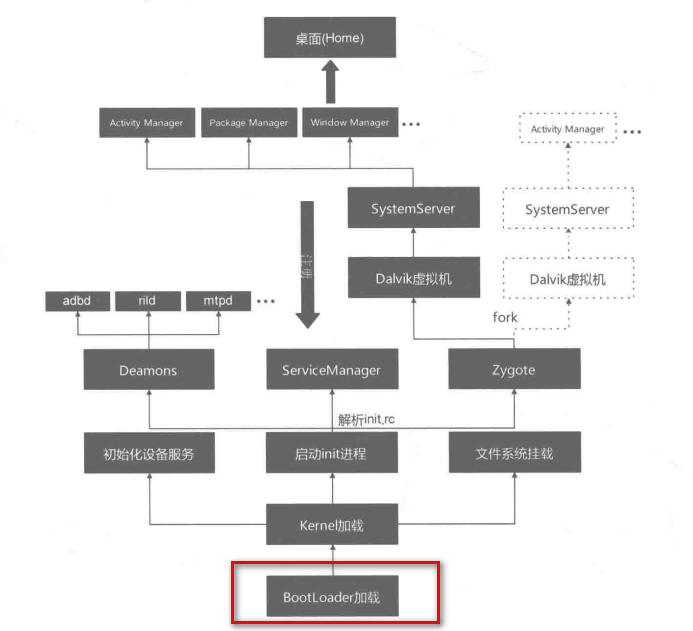 桌面(Home)
Activity Manager
Package Manager
Window Manager
...
Activity Manager
...
SystemServer
SystemServer
注册
Dalvik虚拟机
Dalvik虚拟机
adbd
rild
mtpd
...
fork
Deamons
ServiceManager
Zygote
解析init.rc
初始化设备服务
启动init进程
文件系统挂载
Kernel加载
BootLoader加载